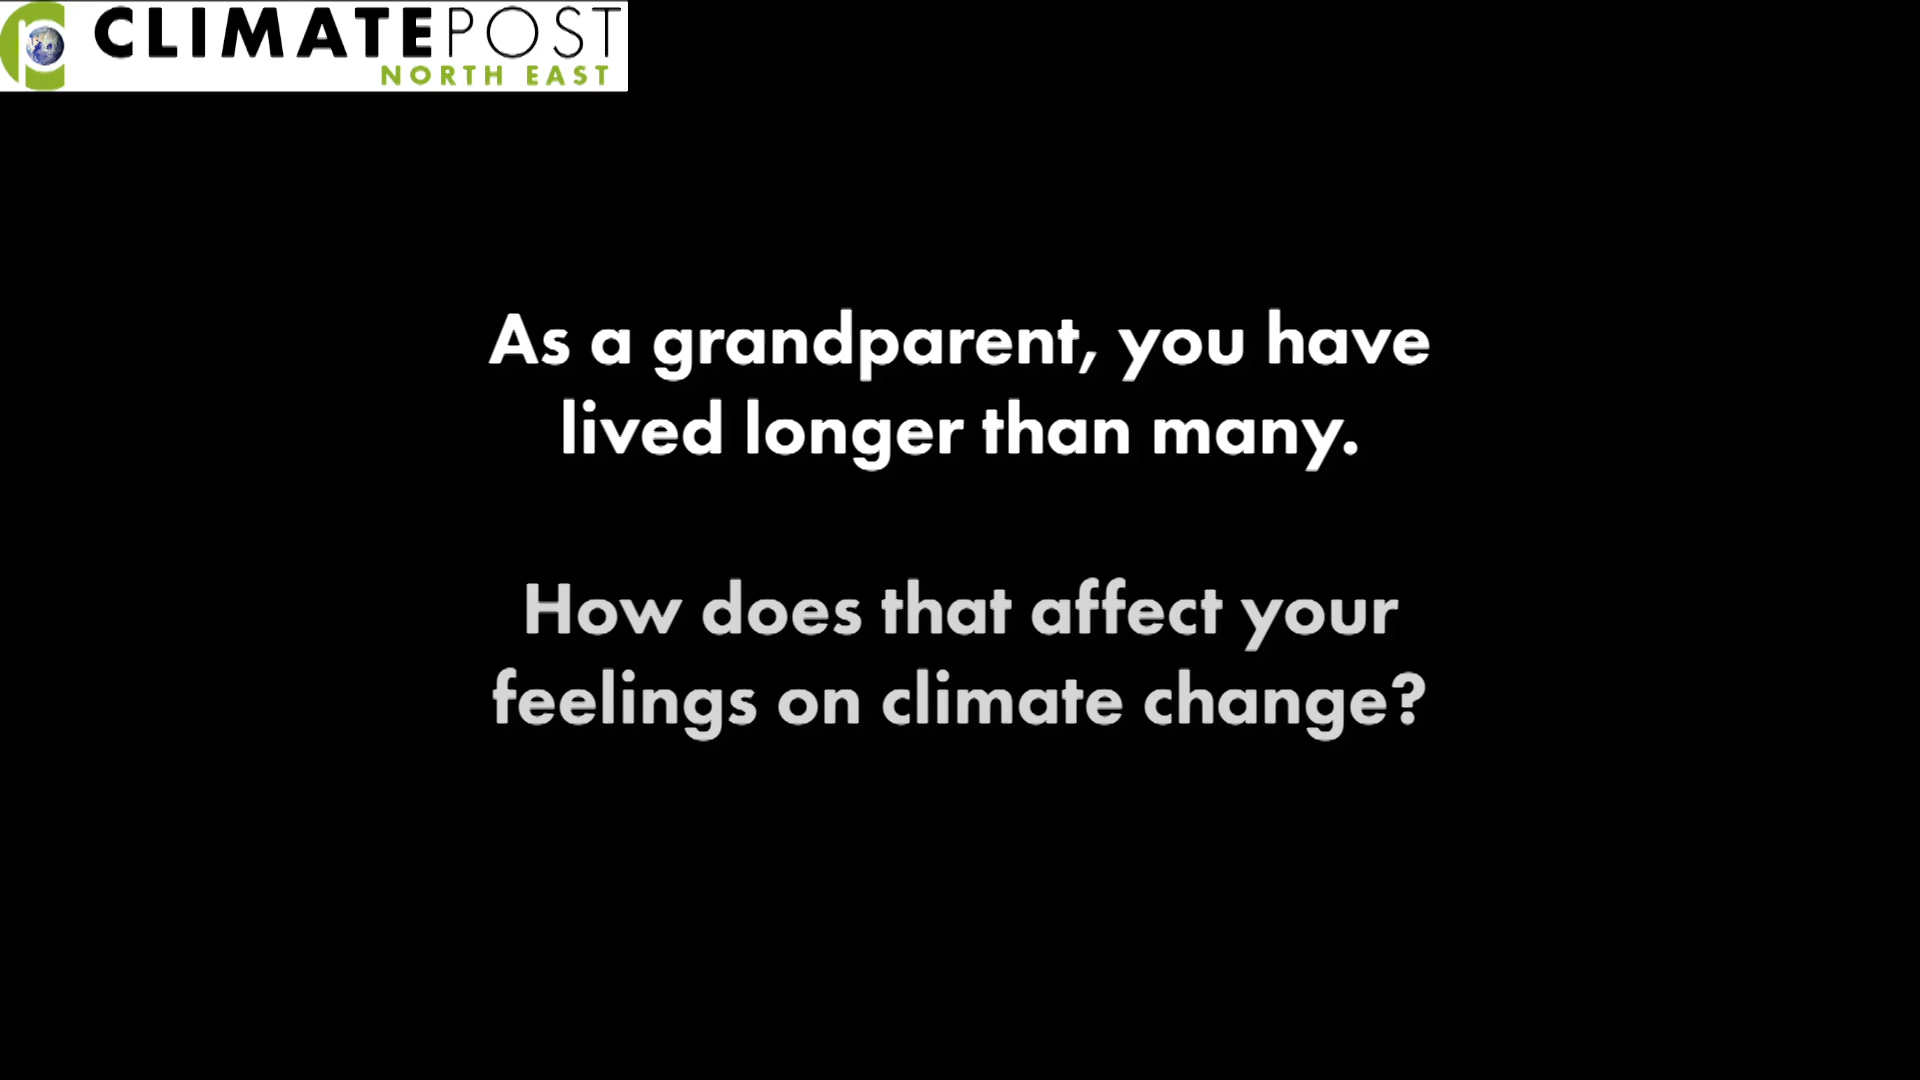 CLIMATEPOST
NORTH EAST
As a grandparent, you have
lived longer than many.
How does that affect your
feelings on climate change?